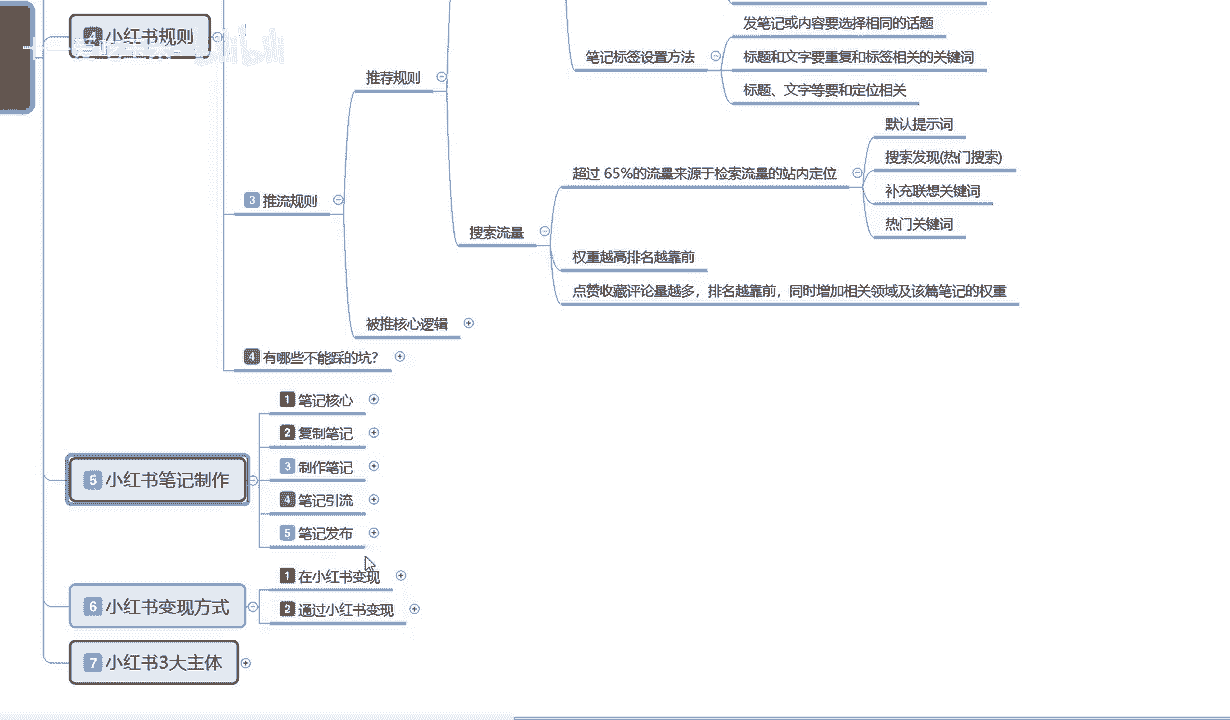 4 小红书规则
发笔记或内容要选择相同的话题
笔记标签设置方法
标题和文字要重复和标签相关的关键词
推荐规则
标题、文字等要和定位相关
默认提示词
搜索发现(热门搜索)
超过 65%的流量来源于检索流量的站内定位
补充联想关键词
3 推流规则
热门关键词
搜索流量
权重越高排名越靠前
点赞收藏评论量越多，排名越靠前，同时增加相关领域及该篇笔记的权重
被推核心逻辑
4 有哪些不能踩的坑?
1 笔记核心
2 复制笔记
3 制作笔记
5 小红书笔记制作
4 笔记引流
5 笔记发布
1 在小红书变现
6 小红书变现方式
2 通过小红书变现
7 小红书3大主体